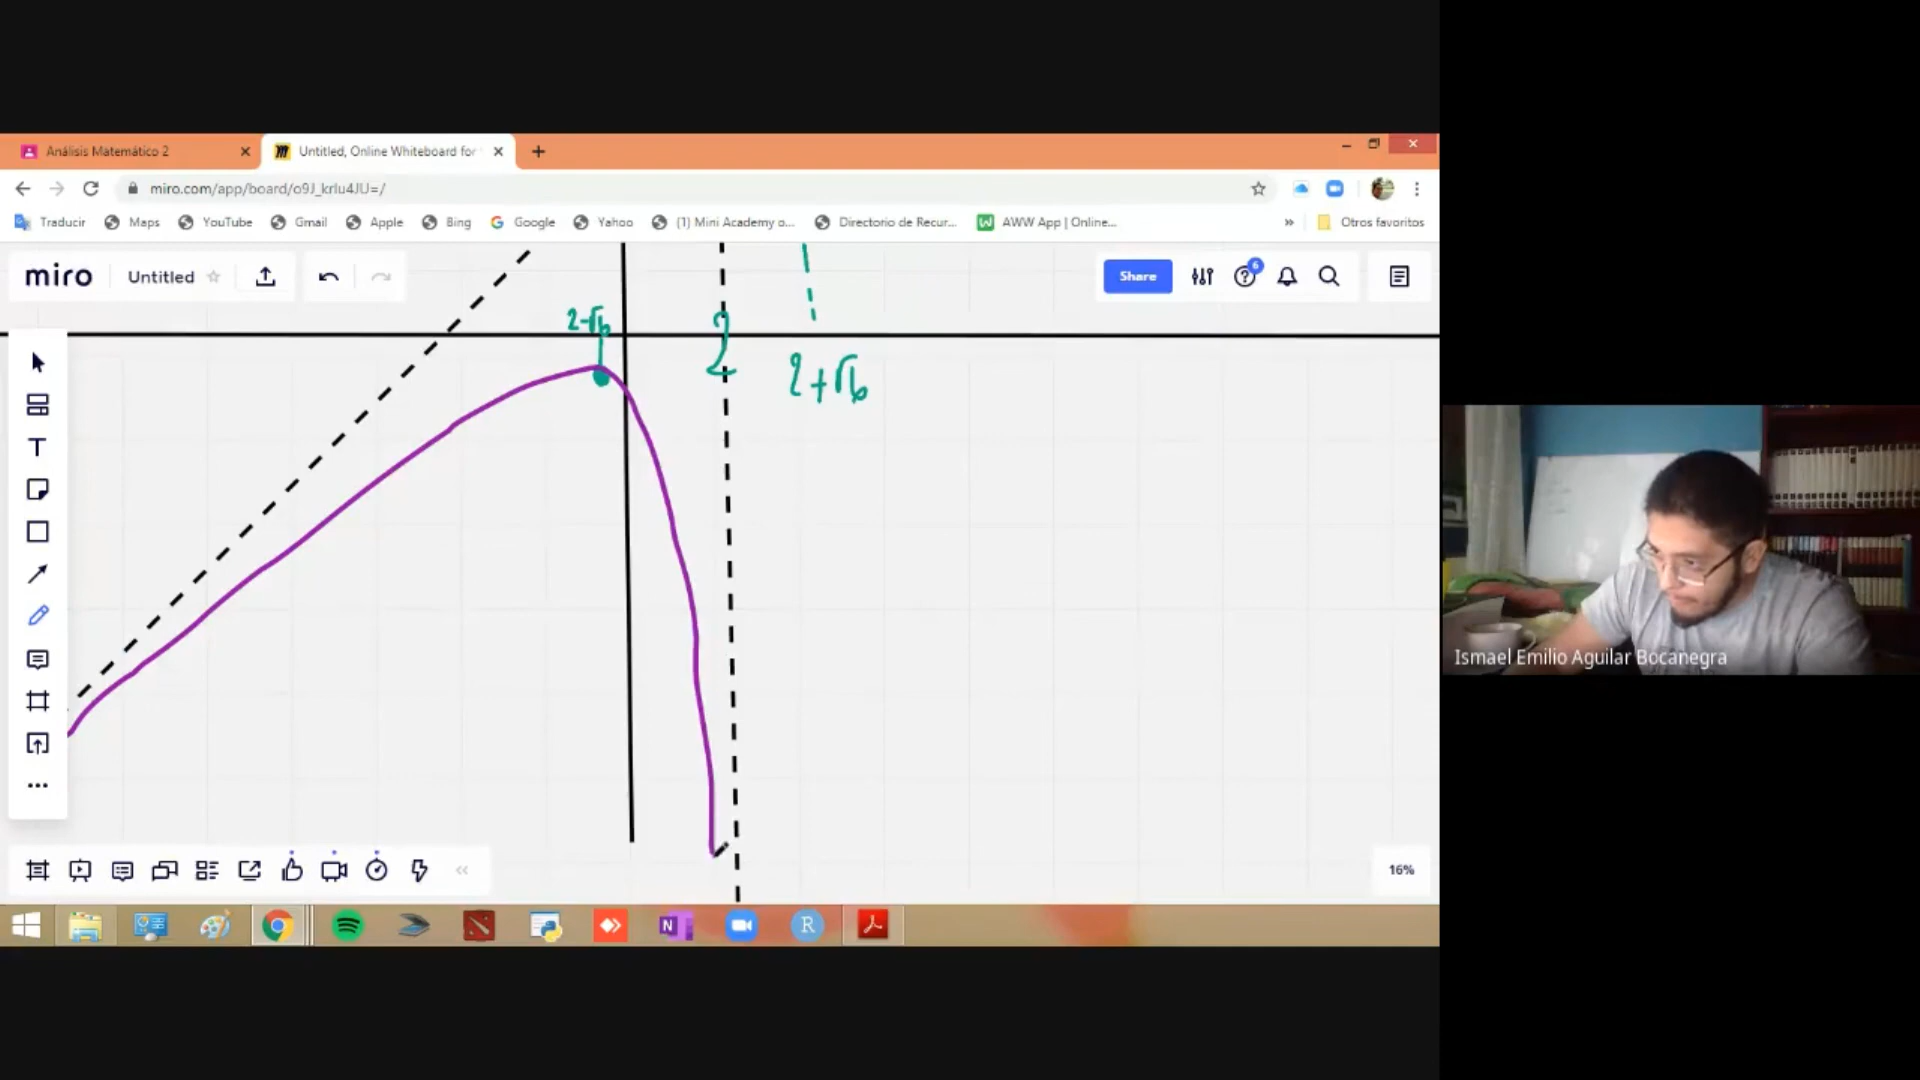 Análisis Matemático 2
Untitled, Online Whiteboard for
miro.com/app/board/o9J_krlu4JU=/
Traducir
Maps
YouTube
Gmail
Apple
Bing
Google
Yahoo
(1) Mini Academy o...
Directorio de Recur...
AWW App | Online...
»
Otros favoritos
miro
Untitled
Share
6
2-√6
2
2+√6
T
Ismael Emilio Aguilar Bocanegra
16%
N
R